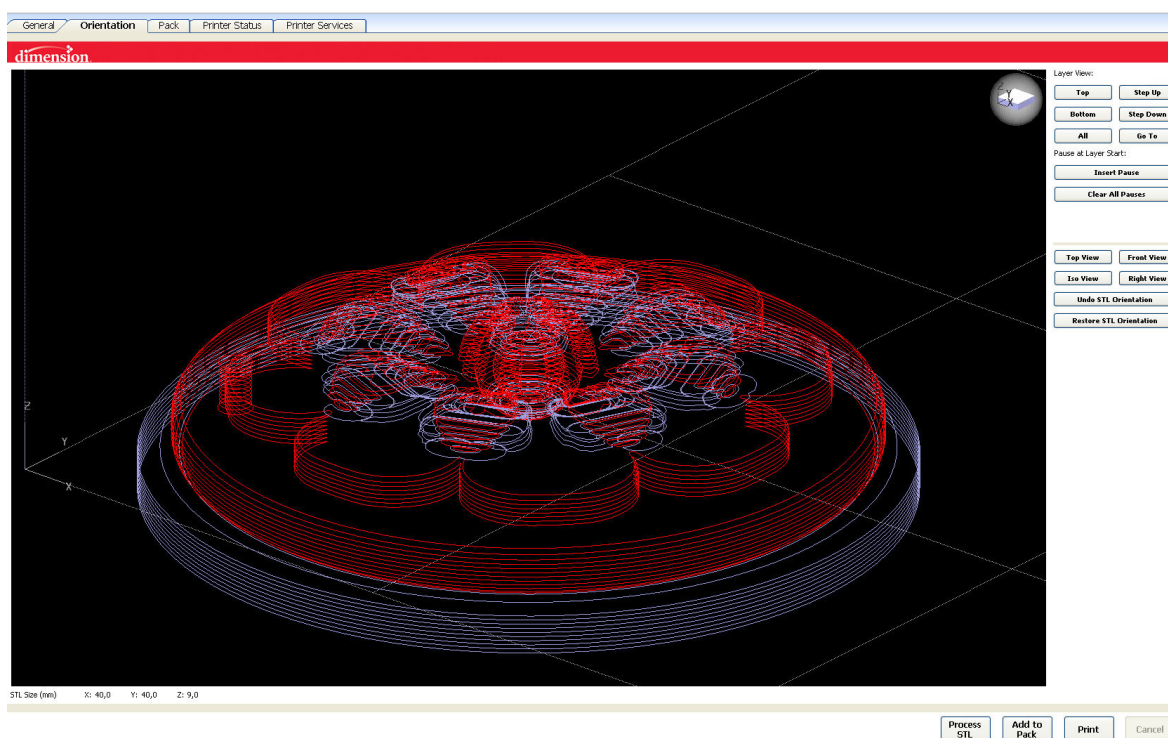 General Orientation Pack Printer Status Printer Services
dimension
Layer View:
Top Step Up
Bottom Step Down
All Go To
Pause at Layer Start:
Insert Pause
Clear All Pauses
Top View Front View
Iso View Right View
Undo STL Orientation
Restore STL Orientation
Z
Y
X
Z
Y
X
STL Size (mm) X: 40,0 Y: 40,0 Z: 9,0
Process STL Add to Pack Print Cancel